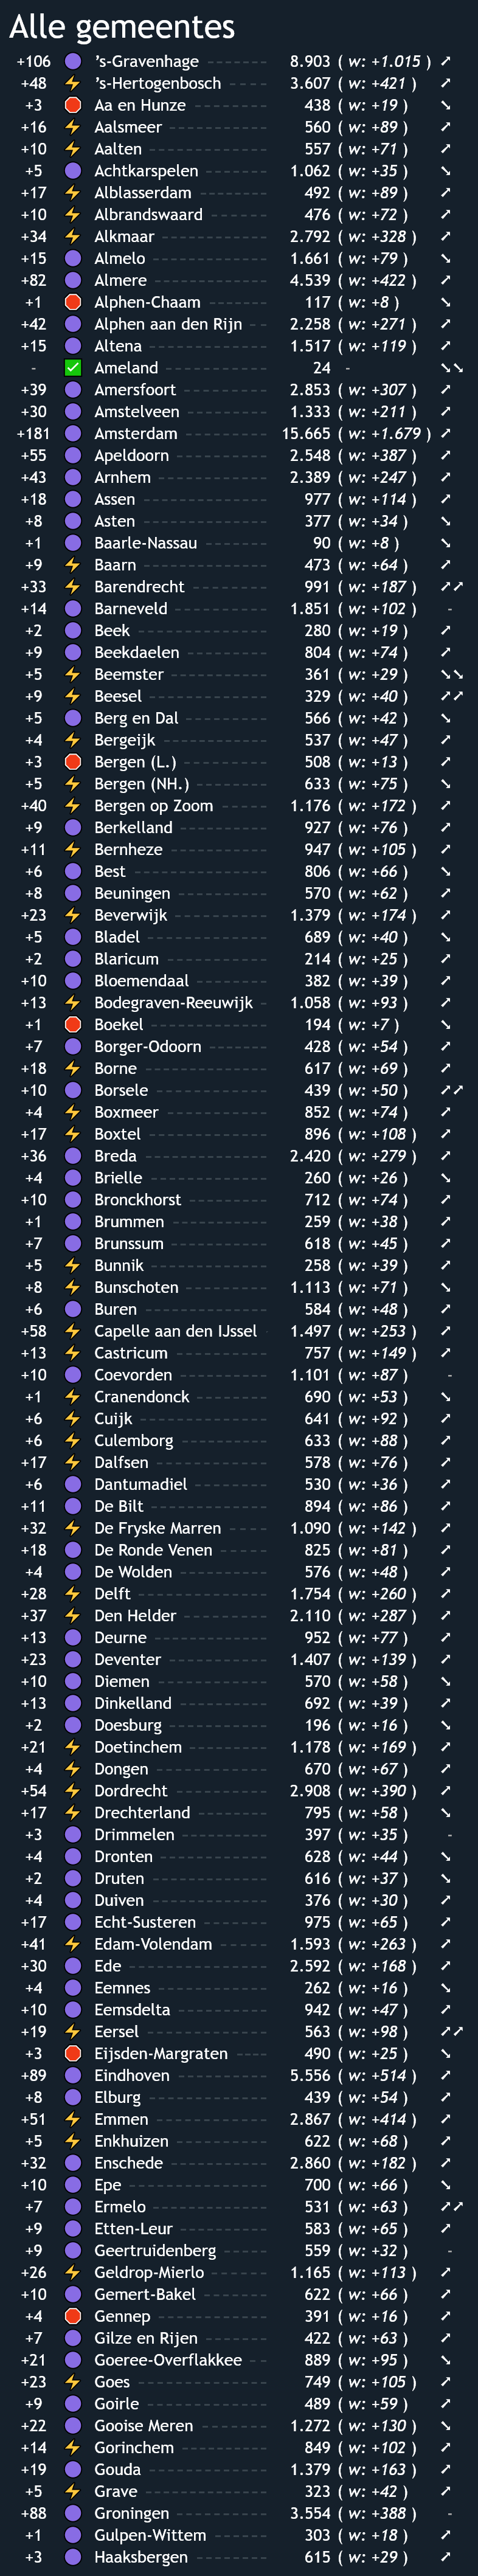 Alle gemeentes
+106 's-Gravenhage 8.903 ( w: +1.015 ) ↗
+48 's-Hertogenbosch 3.607 ( w: +421 ) ↗
+3 Aa en Hunze 438 ( w: +19 ) ↘
+16 Aalsmeer 560 ( w: +89 ) ↗
+10 Aalten 557 ( w: +71 ) ↗
+5 Achtkarspelen 1.062 ( w: +35 ) ↘
+17 Alblasserdam 492 ( w: +89 ) ↗
+10 Albrandswaard 476 ( w: +72 ) ↗
+34 Alkmaar 2.792 ( w: +328 ) ↗
+15 Almelo 1.661 ( w: +79 ) ↘
+82 Almere 4.539 ( w: +422 ) ↗
+1 Alphen-Chaam 117 ( w: +8 ) ↘
+42 Alphen aan den Rijn 2.258 ( w: +271 ) ↗
+15 Altena 1.517 ( w: +119 ) ↗
- Ameland 24 - ↘↘
+39 Amersfoort 2.853 ( w: +307 ) ↗
+30 Amstelveen 1.333 ( w: +211 ) ↗
+181 Amsterdam 15.665 ( w: +1.679 ) ↗
+55 Apeldoorn 2.548 ( w: +387 ) ↗
+43 Arnhem 2.389 ( w: +247 ) ↗
+18 Assen 977 ( w: +114 ) ↗
+8 Asten 377 ( w: +34 ) ↘
+1 Baarle-Nassau 90 ( w: +8 ) ↘
+9 Baarn 473 ( w: +64 ) ↗
+33 Barendrecht 991 ( w: +187 ) ↗↗
+14 Barneveld 1.851 ( w: +102 ) -
+2 Beek 280 ( w: +19 ) ↗
+9 Beekdaelen 804 ( w: +74 ) ↗
+5 Beemster 361 ( w: +29 ) ↘↘
+9 Beesel 329 ( w: +40 ) ↗↗
+5 Berg en Dal 566 ( w: +42 ) ↘
+4 Bergeijk 537 ( w: +47 ) ↗
+3 Bergen (L.) 508 ( w: +13 ) ↗
+5 Bergen (NH.) 633 ( w: +75 ) ↘
+40 Bergen op Zoom 1.176 ( w: +172 ) ↗
+9 Berkelland 927 ( w: +76 ) ↗
+11 Bernheze 947 ( w: +105 ) ↗
+6 Best 806 ( w: +66 ) ↘
+8 Beuningen 570 ( w: +62 ) ↗
+23 Beverwijk 1.379 ( w: +174 ) ↗
+5 Bladel 689 ( w: +40 ) ↘
+2 Blaricum 214 ( w: +25 ) ↗
+10 Bloemendaal 382 ( w: +39 ) ↗
+13 Bodegraven-Reeuwijk 1.058 ( w: +93 ) ↗
+1 Boekel 194 ( w: +7 ) ↘
+7 Borger-Odoorn 428 ( w: +54 ) ↗
+18 Borne 617 ( w: +69 ) ↗
+10 Borsele 439 ( w: +50 ) ↗↗
+4 Boxmeer 852 ( w: +74 ) ↗
+17 Boxtel 896 ( w: +108 ) ↗
+36 Breda 2.420 ( w: +279 ) ↗
+4 Brielle 260 ( w: +26 ) ↘
+10 Bronckhorst 712 ( w: +74 ) ↗
+1 Brummen 259 ( w: +38 ) ↗
+7 Brunssum 618 ( w: +45 ) ↗
+5 Bunnik 258 ( w: +39 ) ↗
+8 Bunschoten 1.113 ( w: +71 ) ↘
+6 Buren 584 ( w: +48 ) ↗
+58 Capelle aan den IJssel 1.497 ( w: +253 ) ↗
+13 Castricum 757 ( w: +149 ) ↗
+10 Coevorden 1.101 ( w: +87 ) -
+1 Cranendonck 690 ( w: +53 ) ↘
+6 Cuijk 641 ( w: +92 ) ↗
+6 Culemborg 633 ( w: +88 ) ↗
+17 Dalfsen 578 ( w: +76 ) ↗
+6 Dantumadiel 530 ( w: +36 ) ↗
+11 De Bilt 894 ( w: +86 ) ↗
+32 De Fryske Marren 1.090 ( w: +142 ) ↗
+18 De Ronde Venen 825 ( w: +81 ) ↗
+4 De Wolden 576 ( w: +48 ) ↗
+28 Delft 1.754 ( w: +260 ) ↗
+37 Den Helder 2.110 ( w: +287 ) ↗
+13 Deurne 952 ( w: +77 ) ↗
+23 Deventer 1.407 ( w: +139 ) ↗
+10 Diemen 570 ( w: +58 ) ↘
+13 Dinkelland 692 ( w: +39 ) ↗
+2 Doesburg 196 ( w: +16 ) ↘
+21 Doetinchem 1.178 ( w: +169 ) ↗
+4 Dongen 670 ( w: +67 ) ↗
+54 Dordrecht 2.908 ( w: +390 ) ↗
+17 Drechterland 795 ( w: +58 ) ↘
+3 Drimmelen 397 ( w: +35 ) -
+4 Dronten 628 ( w: +44 ) ↘
+2 Druten 616 ( w: +37 ) ↘
+4 Duiven 376 ( w: +30 ) ↗
+17 Echt-Susteren 975 ( w: +65 ) ↗
+41 Edam-Volendam 1.593 ( w: +263 ) ↗
+30 Ede 2.592 ( w: +168 ) ↗
+4 Eemnes 262 ( w: +16 ) ↘
+10 Eemsdelta 942 ( w: +47 ) ↗
+19 Eersel 563 ( w: +98 ) ↗↗
+3 Eijsden-Margraten 490 ( w: +25 ) ↘
+89 Eindhoven 5.556 ( w: +514 ) ↗
+8 Elburg 439 ( w: +54 ) ↗
+51 Emmen 2.867 ( w: +414 ) ↗
+5 Enkhuizen 622 ( w: +68 ) ↗
+32 Enschede 2.860 ( w: +182 ) ↗
+10 Epe 700 ( w: +66 ) ↘
+7 Ermelo 531 ( w: +63 ) ↗↗
+9 Etten-Leur 583 ( w: +65 ) ↗
+9 Geertruidenberg 559 ( w: +32 ) -
+26 Geldrop-Mierlo 1.165 ( w: +113 ) ↗
+10 Gemert-Bakel 622 ( w: +66 ) ↗
+4 Gennep 391 ( w: +16 ) ↗
+7 Gilze en Rijen 422 ( w: +63 ) ↗
+21 Goeree-Overflakkee 889 ( w: +95 ) ↘
+23 Goes 749 ( w: +105 ) ↗
+9 Goirle 489 ( w: +59 ) ↗
+22 Gooise Meren 1.272 ( w: +130 ) ↘
+14 Gorinchem 849 ( w: +102 ) ↗
+19 Gouda 1.379 ( w: +163 ) ↗
+5 Grave 323 ( w: +42 ) ↗
+88 Groningen 3.554 ( w: +388 ) -
+1 Gulpen-Wittem 303 ( w: +18 ) ↗
+3 Haaksbergen 615 ( w: +29 ) ↗